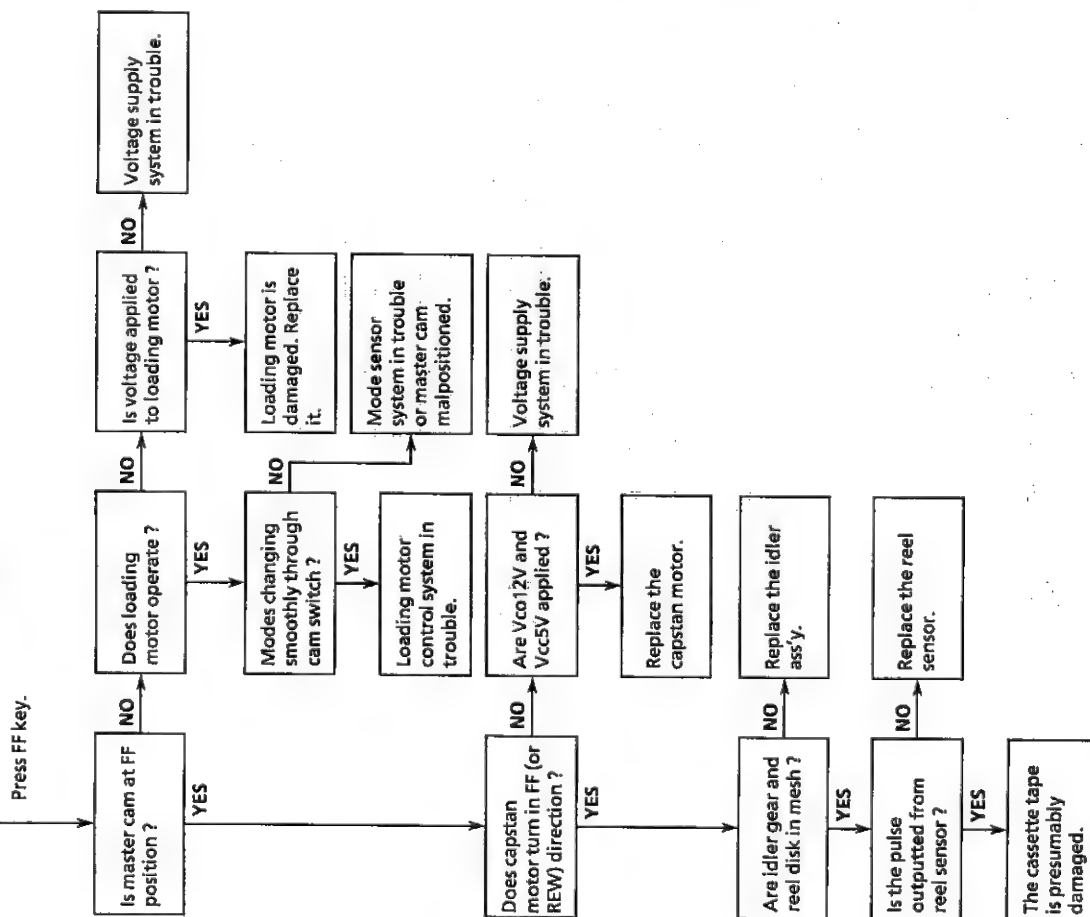 Press FF key.
Is master cam at FF
position ?
NO
YES
Does loading
motor operate ?
NO
YES
Is voltage applied
to loading motor ?
NO
YES
Voltage supply
system in trouble.
Loading motor is
damaged. Replace
it.
Modes changing
smoothly through
cam switch ?
NO
YES
Mode sensor
system in trouble
or master cam
malpositioned.
Loading motor
control system in
trouble.
Does capstan
motor turn in FF (or
REW) direction ?
NO
YES
Are Vco12V and
Vcc5V applied ?
NO
YES
Voltage supply
system in trouble.
Replace the
capstan motor.
Are idler gear and
reel disk in mesh ?
NO
YES
Replace the idler
ass'y.
Is the pulse
outputted from
reel sensor ?
NO
YES
Replace the reel
sensor.
The cassette tape
is presumably
damaged.